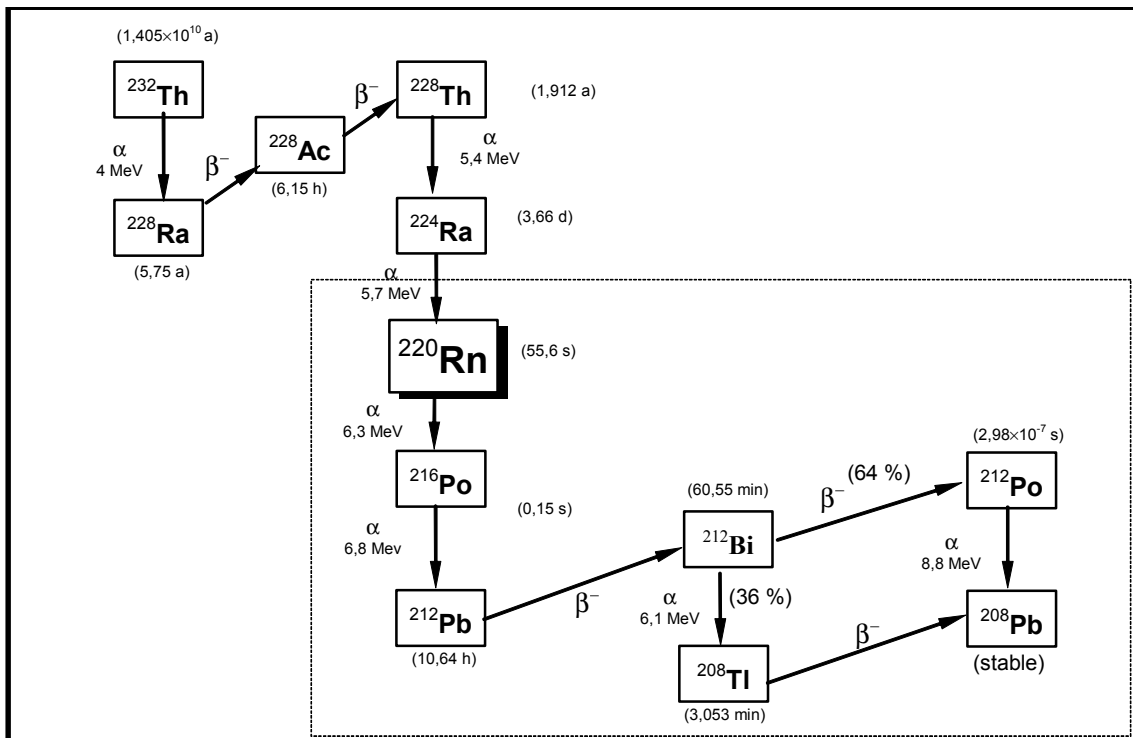 (1,405×10¹⁰ a)
²³²Th
β⁻
²²⁸Th
(1,912 a)
²²⁸Ac
α
4 MeV
β⁻
α
5,4 MeV
(6,15 h)
²²⁸Ra
²²⁴Ra
(3,66 d)
(5,75 a)
α
5,7 MeV
²²⁰Rn
(55,6 s)
α
6,3 MeV
(2,98×10⁻⁷ s)
²¹⁶Po
(0,15 s)
(60,55 min)
β⁻
(64 %)
²¹²Po
α
6,8 Mev
²¹²Bi
α
8,8 MeV
β⁻
α
6,1 MeV
(36 %)
β⁻
²¹²Pb
²⁰⁸Pb
(10,64 h)
(stable)
²⁰⁸Tl
(3,053 min)